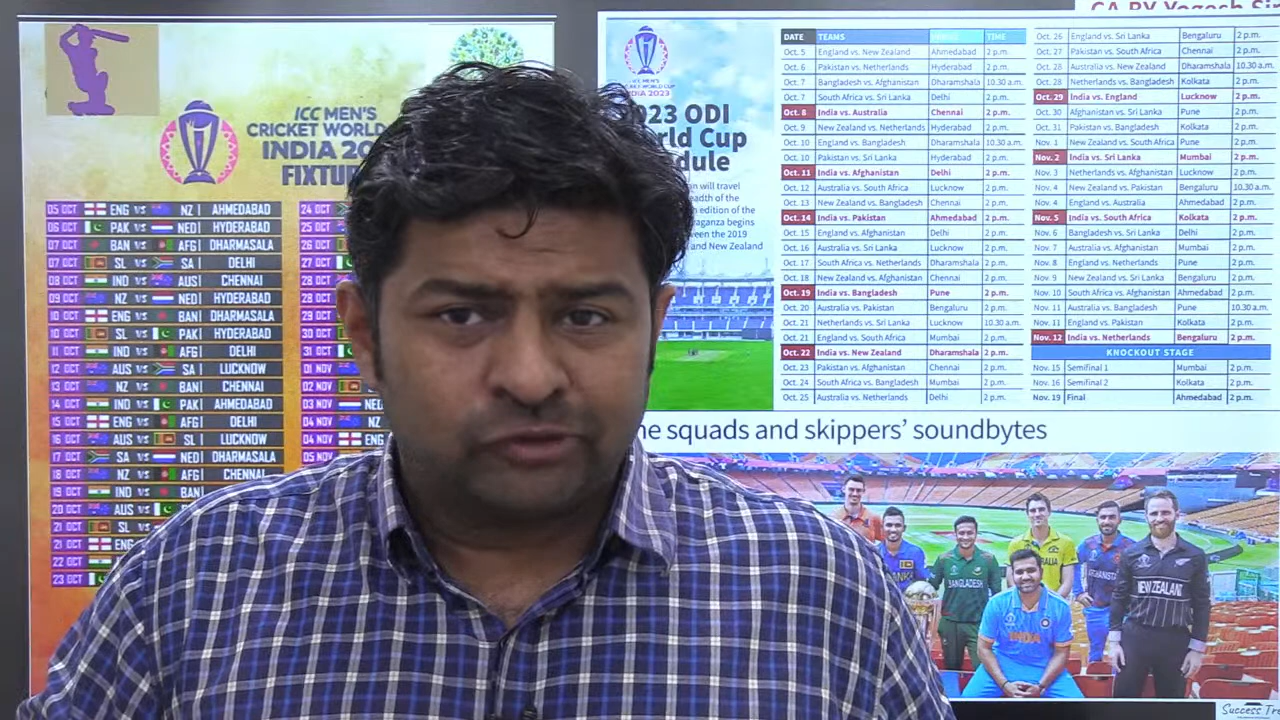 CA BY Yogesh Sir
ICC MEN'S
CRICKET WORLD
INDIA 20
FIXTU
05 OCT ENG VS NZ | AHMEDABAD
06 OCT PAK VS NED | HYDERABAD
07 OCT BAN VS AFG | DHARMASALA
07 OCT SL VS SA | DELHI
08 OCT IND VS AUS | CHENNAI
09 OCT NZ VS NED | HYDERABAD
10 OCT ENG VS BAN | DHARMASALA
10 OCT SL VS PAK | HYDERABAD
11 OCT IND VS AFG | DELHI
12 OCT AUS VS SA | LUCKNOW
13 OCT NZ VS BAN | CHENNAI
14 OCT IND VS PAK | AHMEDABAD
15 OCT ENG VS AFG | DELHI
16 OCT AUS VS SL | LUCKNOW
17 OCT SA VS NED | DHARMASALA
18 OCT NZ VS AFG | CHENNAI
19 OCT IND VS BAN |
20 OCT AUS VS
21 OCT SL VS
21 OCT ENG
22 OCT
23 OCT
24 OCT
25 OCT
26 OCT
27 OCT
28 OCT
28 OCT
29 OCT
30 OCT
31 OCT
02 NOV
03 NOV NED
04 NOV NZ
04 NOV ENG
05 NOV
INDIA 2023
2023 ODI
World Cup
dule
an will travel
eadth of the
h edition of the
raganza begins
ween the 2019
and New Zealand
DATE TEAMS VENUE TIME
Oct. 5 England vs. New Zealand Ahmedabad 2 p.m.
Oct. 6 Pakistan vs. Netherlands Hyderabad 2 p.m.
Oct. 7 Bangladesh vs. Afghanistan Dharamshala 10.30 a.m.
Oct. 7 South Africa vs. Sri Lanka Delhi 2 p.m.
Oct. 8 India vs. Australia Chennai 2 p.m.
Oct. 9 New Zealand vs. Netherlands Hyderabad 2 p.m.
Oct. 10 England vs. Bangladesh Dharamshala 10.30 a.m.
Oct. 10 Pakistan vs. Sri Lanka Hyderabad 2 p.m.
Oct. 11 India vs. Afghanistan Delhi 2 p.m.
Oct. 12 Australia vs. South Africa Lucknow 2 p.m.
Oct. 13 New Zealand vs. Bangladesh Chennai 2 p.m.
Oct. 14 India vs. Pakistan Ahmedabad 2 p.m.
Oct. 15 England vs. Afghanistan Delhi 2 p.m.
Oct. 16 Australia vs. Sri Lanka Lucknow 2 p.m.
Oct. 17 South Africa vs. Netherlands Dharamshala 2 p.m.
Oct. 18 New Zealand vs. Afghanistan Chennai 2 p.m.
Oct. 19 India vs. Bangladesh Pune 2 p.m.
Oct. 20 Australia vs. Pakistan Bengaluru 2 p.m.
Oct. 21 Netherlands vs. Sri Lanka Lucknow 10.30 a.m.
Oct. 21 England vs. South Africa Mumbai 2 p.m.
Oct. 22 India vs. New Zealand Dharamshala 2 p.m.
Oct. 23 Pakistan vs. Afghanistan Chennai 2 p.m.
Oct. 24 South Africa vs. Bangladesh Mumbai 2 p.m.
Oct. 25 Australia vs. Netherlands Delhi 2 p.m.
Oct. 26 England vs. Sri Lanka Bengaluru 2 p.m.
Oct. 27 Pakistan vs. South Africa Chennai 2 p.m.
Oct. 28 Australia vs. New Zealand Dharamshala 10.30 a.m.
Oct. 28 Netherlands vs. Bangladesh Kolkata 2 p.m.
Oct. 29 India vs. England Lucknow 2 p.m.
Oct. 30 Afghanistan vs. Sri Lanka Pune 2 p.m.
Oct. 31 Pakistan vs. Bangladesh Kolkata 2 p.m.
Nov. 1 New Zealand vs. South Africa Pune 2 p.m.
Nov. 2 India vs. Sri Lanka Mumbai 2 p.m.
Nov. 3 Netherlands vs. Afghanistan Lucknow 2 p.m.
Nov. 4 New Zealand vs. Pakistan Bengaluru 10.30 a.m.
Nov. 4 England vs. Australia Ahmedabad 2 p.m.
Nov. 5 India vs. South Africa Kolkata 2 p.m.
Nov. 6 Bangladesh vs. Sri Lanka Delhi 2 p.m.
Nov. 7 Australia vs. Afghanistan Mumbai 2 p.m.
Nov. 8 England vs. Netherlands Pune 2 p.m.
Nov. 9 New Zealand vs. Sri Lanka Bengaluru 2 p.m.
Nov. 10 South Africa vs. Afghanistan Ahmedabad 2 p.m.
Nov. 11 Australia vs. Bangladesh Pune 10.30 a.m.
Nov. 11 England vs. Pakistan Kolkata 2 p.m.
Nov. 12 India vs. Netherlands Bengaluru 2 p.m.
KNOCKOUT STAGE
Nov. 15 Semifinal 1 Mumbai 2 p.m.
Nov. 16 Semifinal 2 Kolkata 2 p.m.
Nov. 19 Final Ahmedabad 2 p.m.
he squads and skippers' soundbytes
LANKA
BANGLADESH
AUSTRALIA
AFGHANISTA
NEW ZEALAND
INDIA
Success Tre